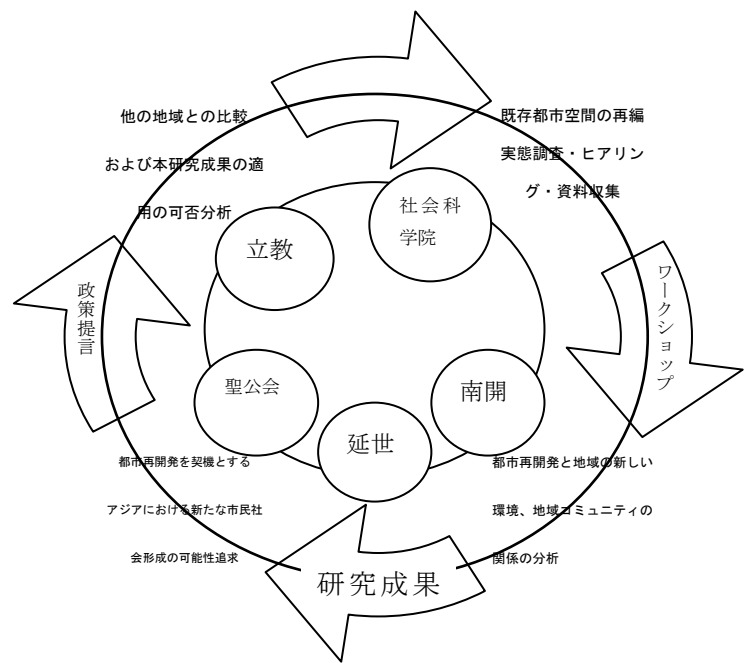 他の地域との比較
および本研究成果の適
用の可否分析
既存都市空間の再編
実態調査・ヒアリン
グ・資料収集
社会科
学院
立教
政策提言
ワークショップ
聖公会
南開
延世
都市再開発を契機とする
アジアにおける新たな市民社
会形成の可能性追求
都市再開発と地域の新しい
環境、地域コミュニティの
関係の分析
研究成果